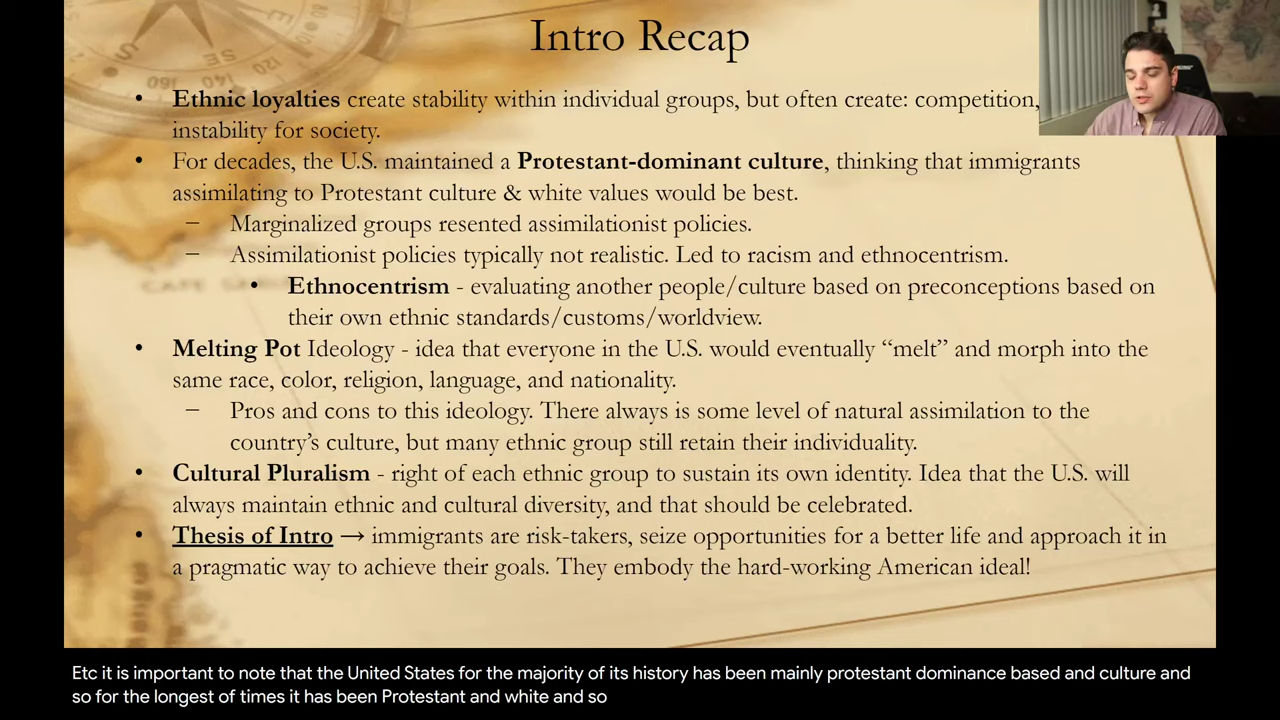 Intro Recap
• Ethnic loyalties create stability within individual groups, but often create: competition,
instability for society.
• For decades, the U.S. maintained a Protestant-dominant culture, thinking that immigrants
assimilating to Protestant culture & white values would be best.
– Marginalized groups resented assimilationist policies.
– Assimilationist policies typically not realistic. Led to racism and ethnocentrism.
• Ethnocentrism - evaluating another people/culture based on preconceptions based on
their own ethnic standards/customs/worldview.
• Melting Pot Ideology - idea that everyone in the U.S. would eventually “melt” and morph into the
same race, color, religion, language, and nationality.
– Pros and cons to this ideology. There always is some level of natural assimilation to the
country’s culture, but many ethnic group still retain their individuality.
• Cultural Pluralism - right of each ethnic group to sustain its own identity. Idea that the U.S. will
always maintain ethnic and cultural diversity, and that should be celebrated.
• Thesis of Intro → immigrants are risk-takers, seize opportunities for a better life and approach it in
a pragmatic way to achieve their goals. They embody the hard-working American ideal!
Etc it is important to note that the United States for the majority of its history has been mainly protestant dominance based and culture and
so for the longest of times it has been Protestant and white and so